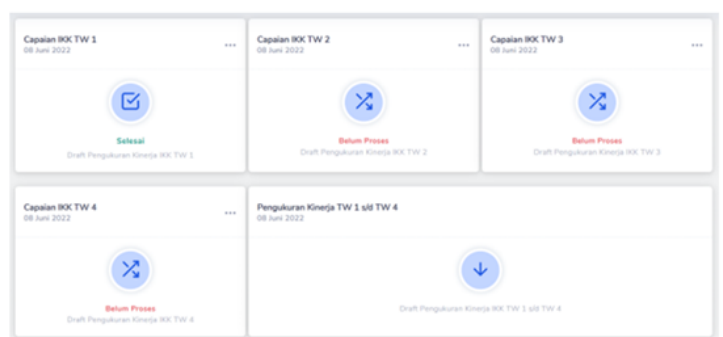 Capaian IKK TW 1
08 Juni 2022
Selesai
Draft Pengukuran Kinerja IKK TW 1
Capaian IKK TW 2
08 Juni 2022
Belum Proses
Draft Pengukuran Kinerja IKK TW 2
Capaian IKK TW 3
08 Juni 2022
Belum Proses
Draft Pengukuran Kinerja IKK TW 3
Capaian IKK TW 4
08 Juni 2022
Belum Proses
Draft Pengukuran Kinerja IKK TW 4
Pengukuran Kinerja TW 1 s/d TW 4
08 Juni 2022
Draft Pengukuran Kinerja IKK TW 1 s/d TW 4